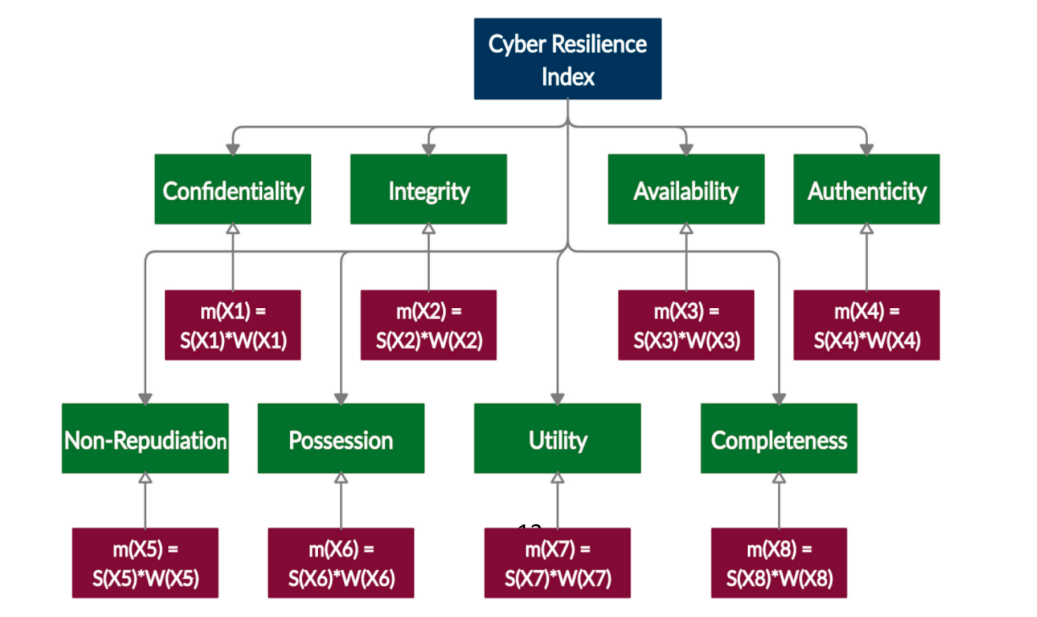 Cyber Resilience
Index
Confidentiality
Integrity
Availability
Authenticity
m(X1) =
S(X1)*W(X1)
m(X2) =
S(X2)*W(X2)
m(X3) =
S(X3)*W(X3)
m(X4) =
S(X4)*W(X4)
Non-Repudiation
Possession
Utility
Completeness
m(X5) =
S(X5)*W(X5)
m(X6) =
S(X6)*W(X6)
m(X7) =
S(X7)*W(X7)
m(X8) =
S(X8)*W(X8)